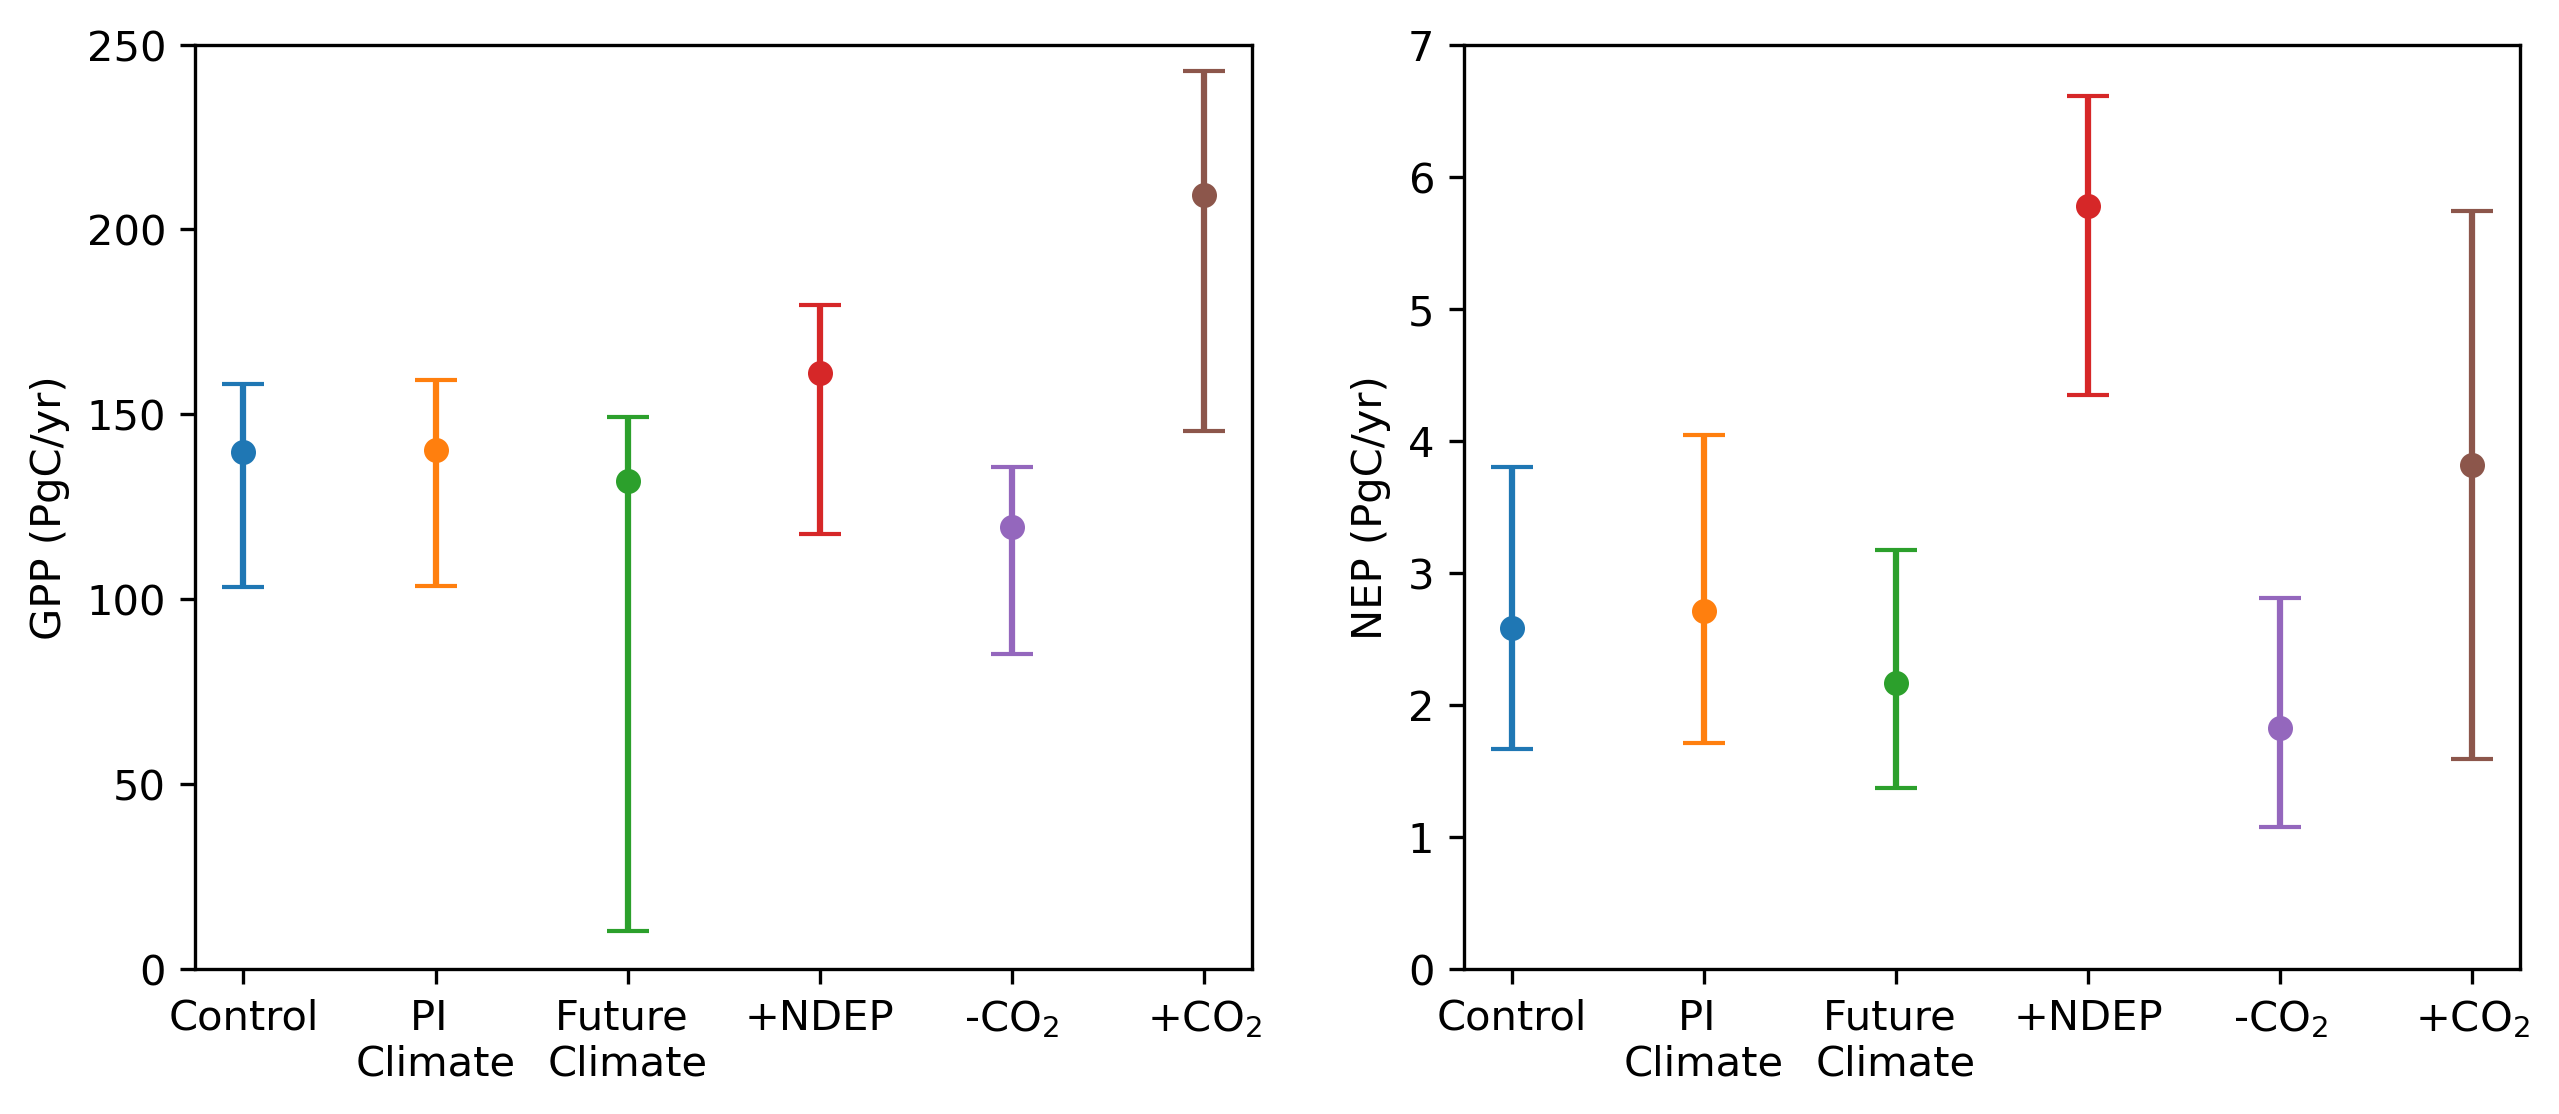 GPP (PgC/yr)
250
200
150
100
50
0
Control
PI
Climate
Future
Climate
+NDEP
-CO₂
+CO₂
NEP (PgC/yr)
7
6
5
4
3
2
1
0
Control
PI
Climate
Future
Climate
+NDEP
-CO₂
+CO₂